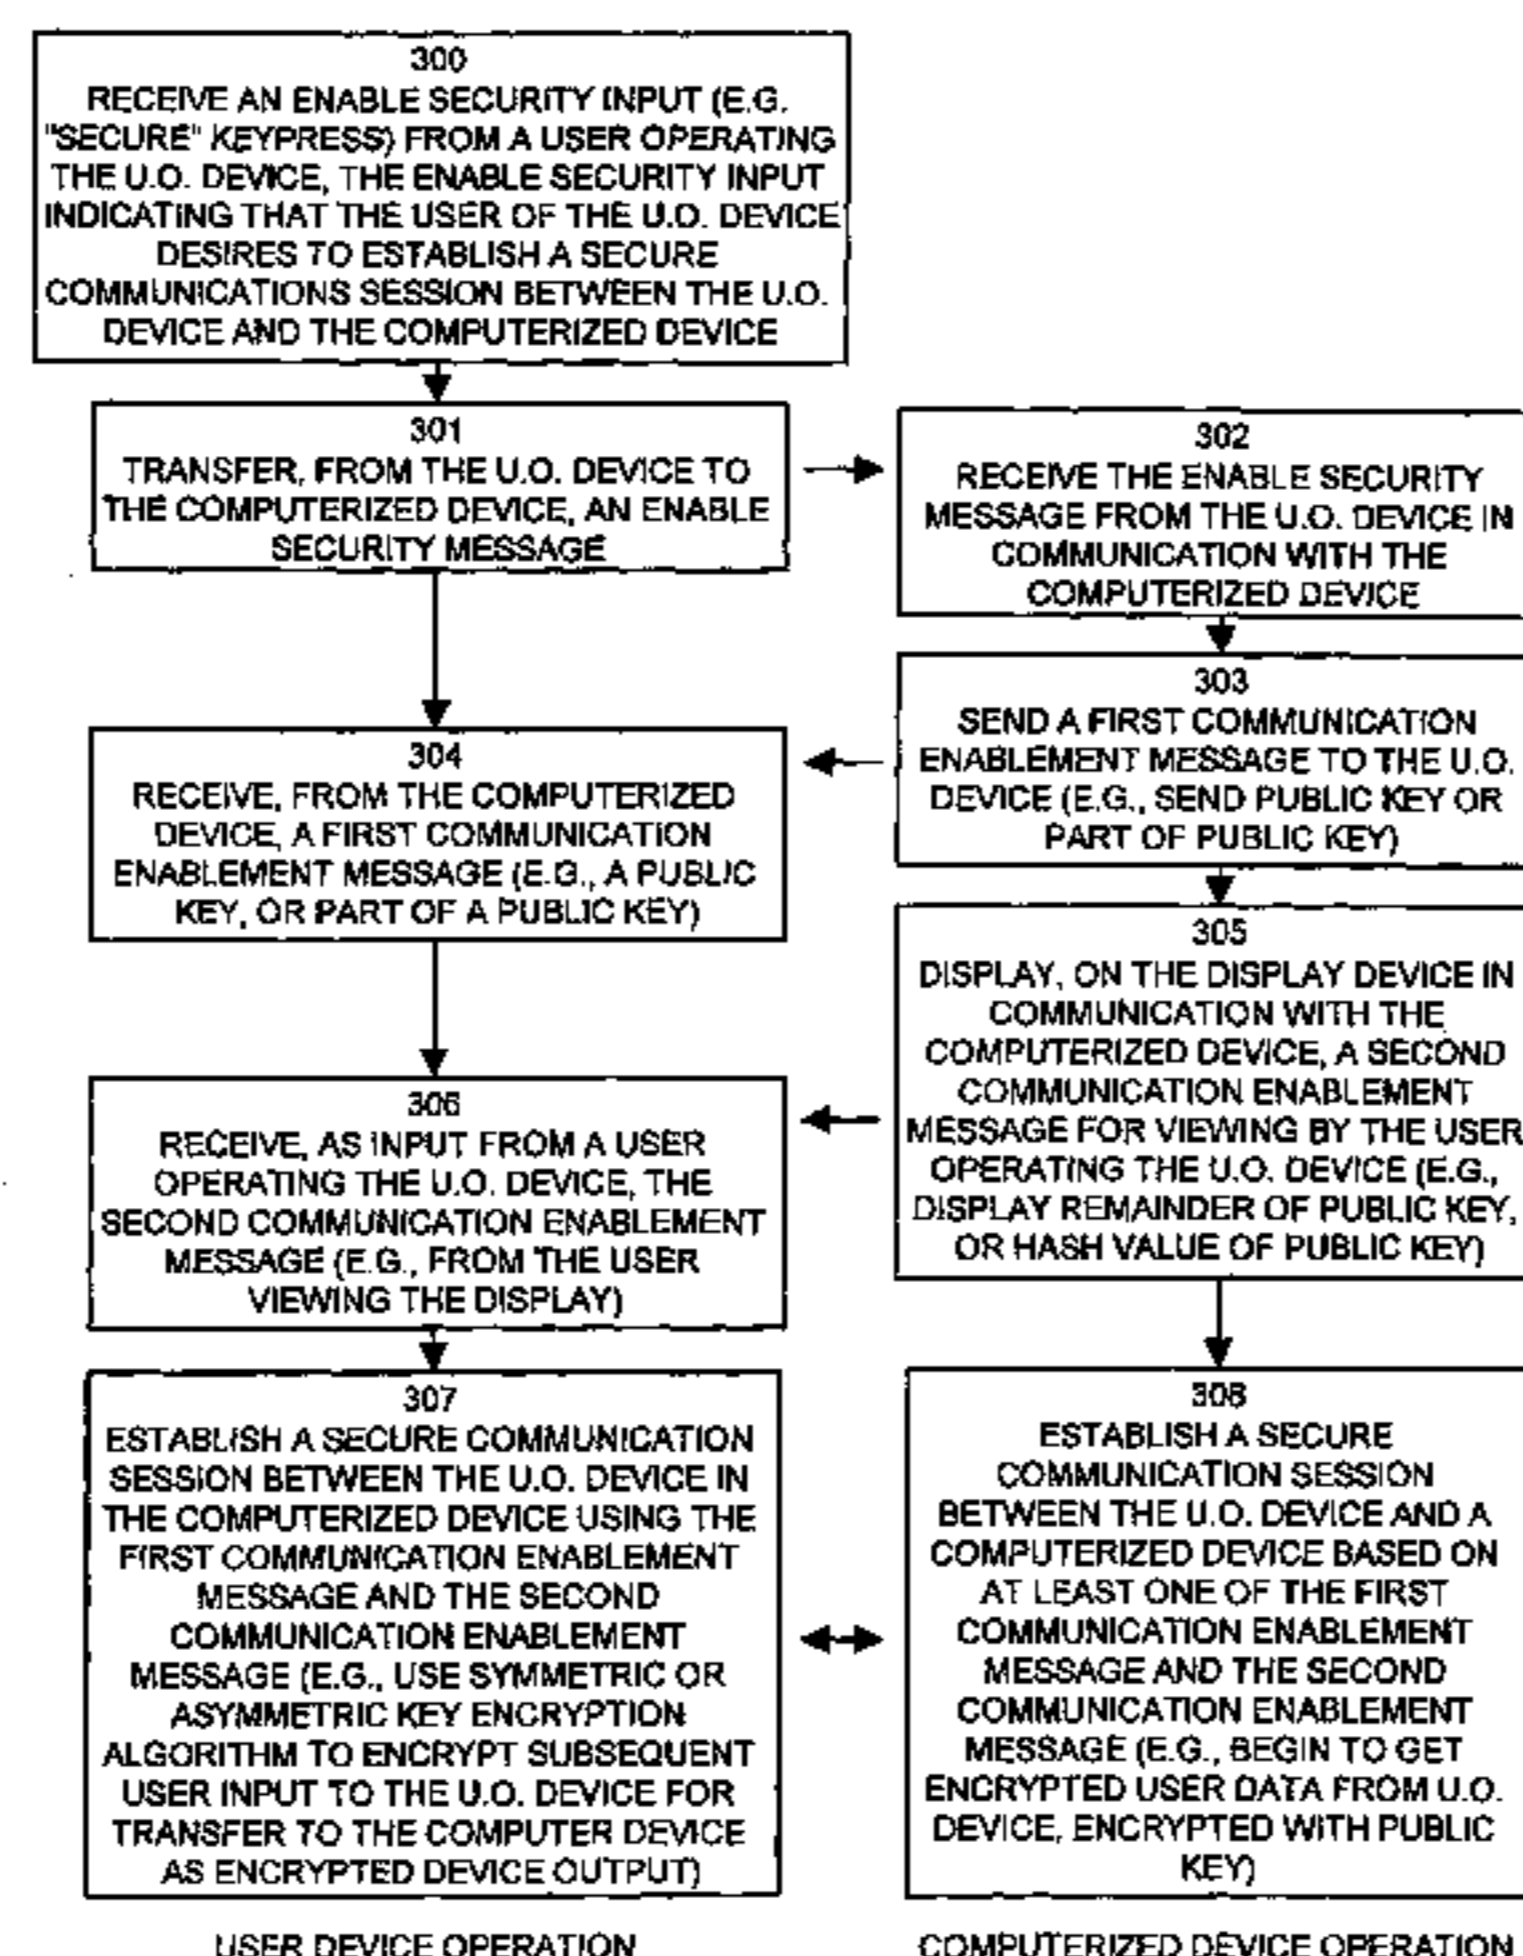 300
RECEIVE AN ENABLE SECURITY INPUT (E.G.
"SECURE" KEYPRESS) FROM A USER OPERATING
THE U.O. DEVICE, THE ENABLE SECURITY INPUT
INDICATING THAT THE USER OF THE U.O. DEVICE
DESIRES TO ESTABLISH A SECURE
COMMUNICATIONS SESSION BETWEEN THE U.O.
DEVICE AND THE COMPUTERIZED DEVICE
301
TRANSFER, FROM THE U.O. DEVICE TO
THE COMPUTERIZED DEVICE, AN ENABLE
SECURITY MESSAGE
302
RECEIVE THE ENABLE SECURITY
MESSAGE FROM THE U.O. DEVICE IN
COMMUNICATION WITH THE
COMPUTERIZED DEVICE
303
SEND A FIRST COMMUNICATION
ENABLEMENT MESSAGE TO THE U.O.
DEVICE (E.G., SEND PUBLIC KEY OR
PART OF PUBLIC KEY)
304
RECEIVE, FROM THE COMPUTERIZED
DEVICE, A FIRST COMMUNICATION
ENABLEMENT MESSAGE (E.G., A PUBLIC
KEY, OR PART OF A PUBLIC KEY)
305
DISPLAY, ON THE DISPLAY DEVICE IN
COMMUNICATION WITH THE
COMPUTERIZED DEVICE, A SECOND
COMMUNICATION ENABLEMENT
MESSAGE FOR VIEWING BY THE USER
OPERATING THE U.O. DEVICE (E.G.,
DISPLAY REMAINDER OF PUBLIC KEY,
OR HASH VALUE OF PUBLIC KEY)
306
RECEIVE, AS INPUT FROM A USER
OPERATING THE U.O. DEVICE, THE
SECOND COMMUNICATION ENABLEMENT
MESSAGE (E.G., FROM THE USER
VIEWING THE DISPLAY)
307
ESTABLISH A SECURE COMMUNICATION
SESSION BETWEEN THE U.O. DEVICE IN
THE COMPUTERIZED DEVICE USING THE
FIRST COMMUNICATION ENABLEMENT
MESSAGE AND THE SECOND
COMMUNICATION ENABLEMENT
MESSAGE (E.G., USE SYMMETRIC OR
ASYMMETRIC KEY ENCRYPTION
ALGORITHM TO ENCRYPT SUBSEQUENT
USER INPUT TO THE U.O. DEVICE FOR
TRANSFER TO THE COMPUTER DEVICE
AS ENCRYPTED DEVICE OUTPUT)
308
ESTABLISH A SECURE
COMMUNICATION SESSION
BETWEEN THE U.O. DEVICE AND A
COMPUTERIZED DEVICE BASED ON
AT LEAST ONE OF THE FIRST
COMMUNICATION ENABLEMENT
MESSAGE AND THE SECOND
COMMUNICATION ENABLEMENT
MESSAGE (E.G., BEGIN TO GET
ENCRYPTED USER DATA FROM U.O.
DEVICE, ENCRYPTED WITH PUBLIC
KEY)
USER DEVICE OPERATION
COMPUTERIZED DEVICE OPERATION